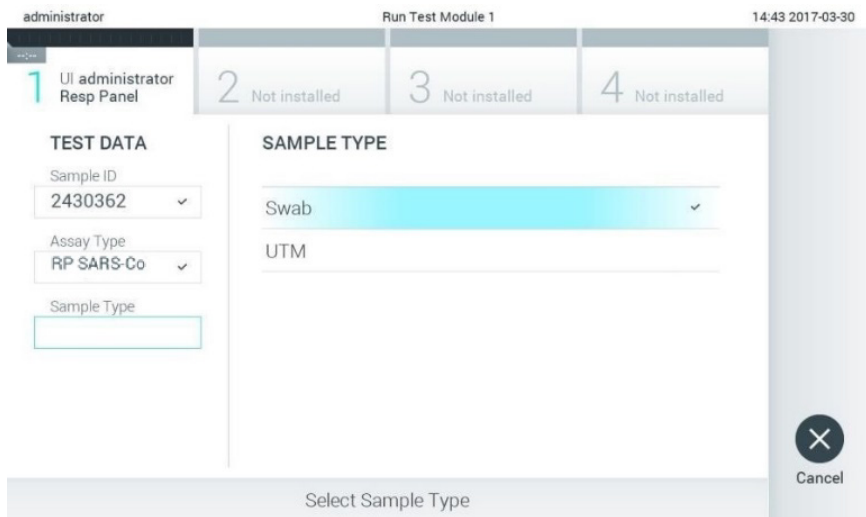 administrator Run Test Module 1 14:43 2017-03-30
--:--
1 UI administrator
Resp Panel
2 Not installed
3 Not installed
4 Not installed
TEST DATA
Sample ID
2430362
Assay Type
RP SARS-Co
Sample Type
SAMPLE TYPE
Swab
UTM
Cancel
Select Sample Type